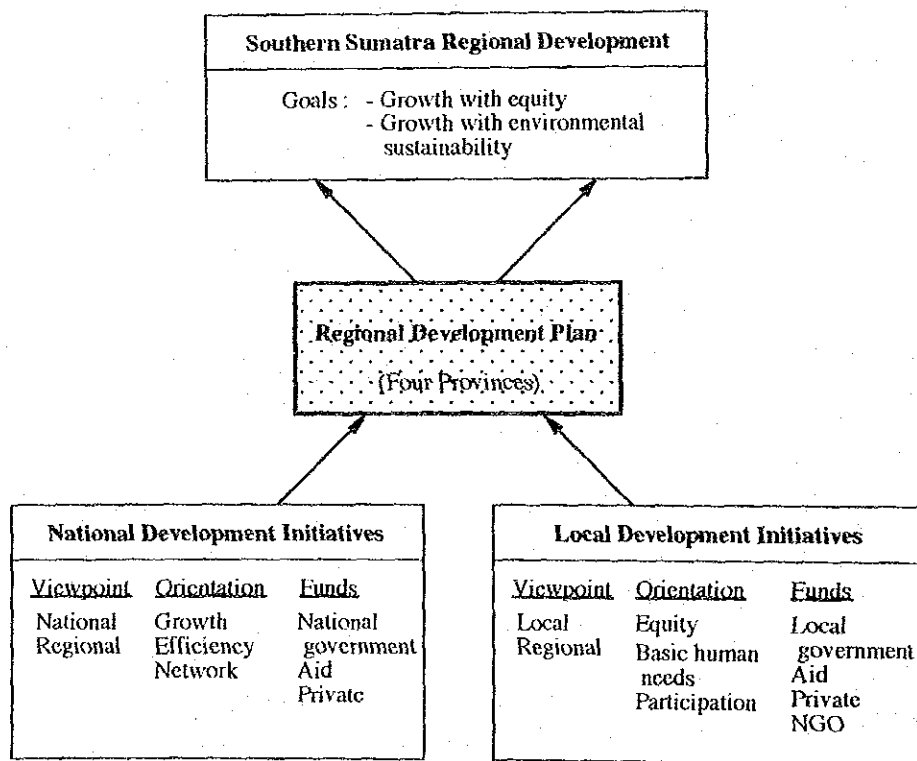 Southern Sumatra Regional Development
Goals : - Growth with equity
- Growth with environmental
sustainability
Regional Development Plan
(Four Provinces)
National Development Initiatives
Viewpoint Orientation Funds
National Growth National
Regional Efficiency government
Network Aid
Private
Local Development Initiatives
Viewpoint Orientation Funds
Local Equity Local
Regional Basic human government
needs Aid
Participation Private
NGO